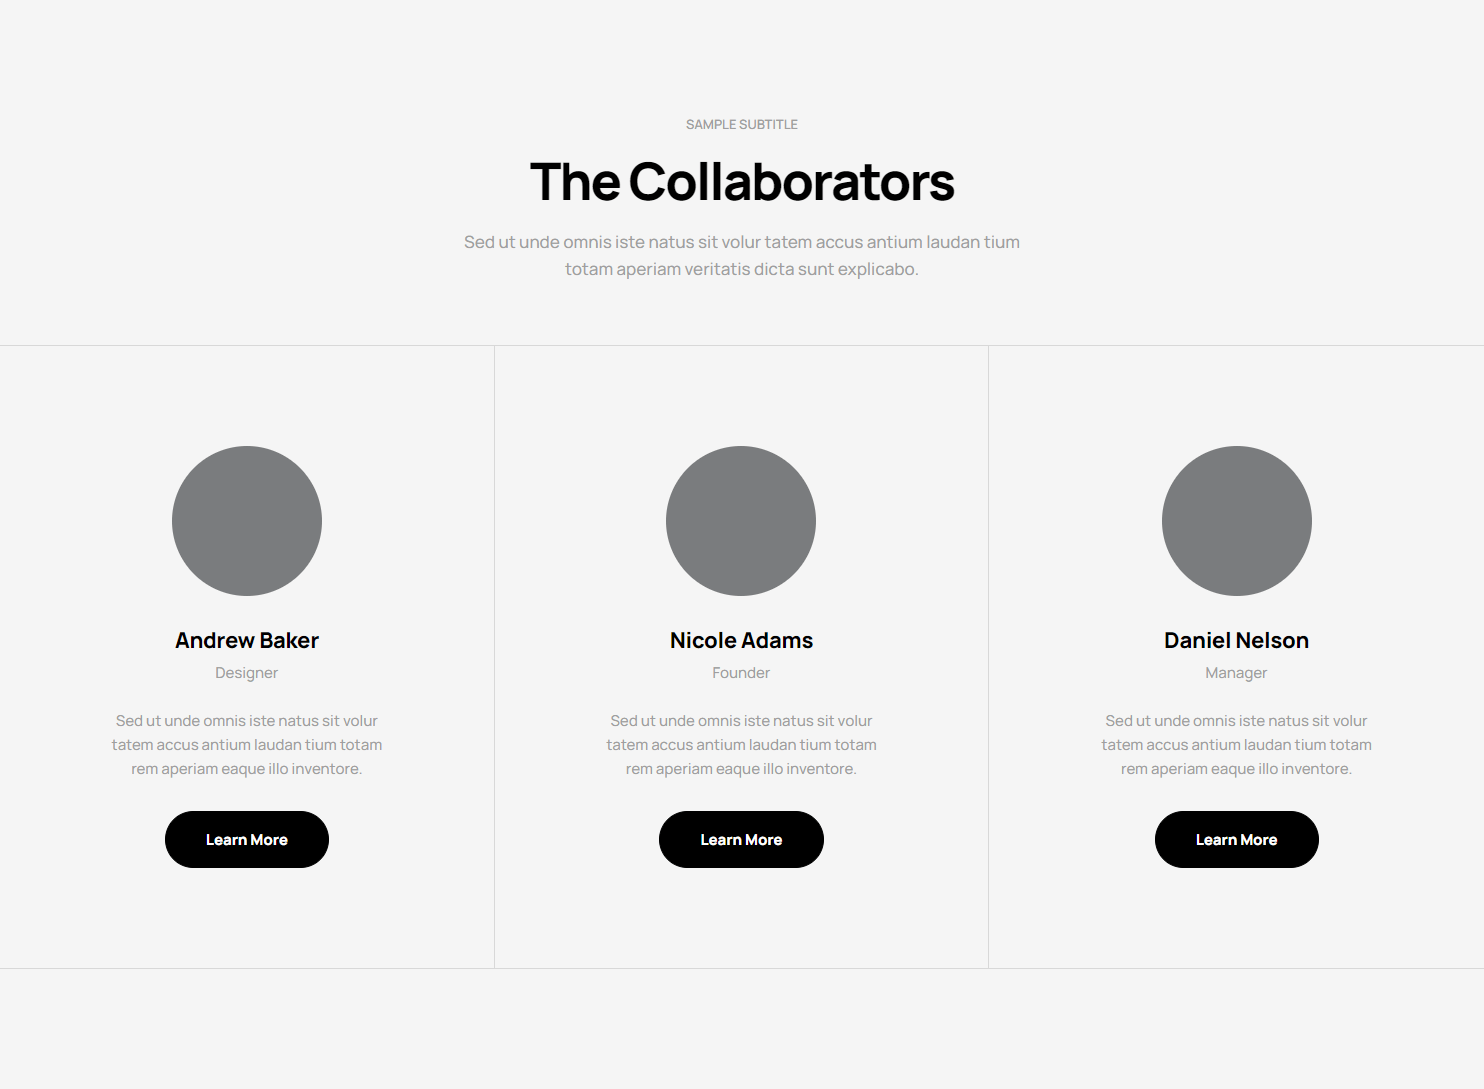 SAMPLE SUBTITLE
The Collaborators
Sed ut unde omnis iste natus sit volur tatem accus antium laudan tium
totam aperiam veritatis dicta sunt explicabo.
Andrew Baker
Designer
Sed ut unde omnis iste natus sit volur
tatem accus antium laudan tium totam
rem aperiam eaque illo inventore.
Learn More
Nicole Adams
Founder
Sed ut unde omnis iste natus sit volur
tatem accus antium laudan tium totam
rem aperiam eaque illo inventore.
Learn More
Daniel Nelson
Manager
Sed ut unde omnis iste natus sit volur
tatem accus antium laudan tium totam
rem aperiam eaque illo inventore.
Learn More